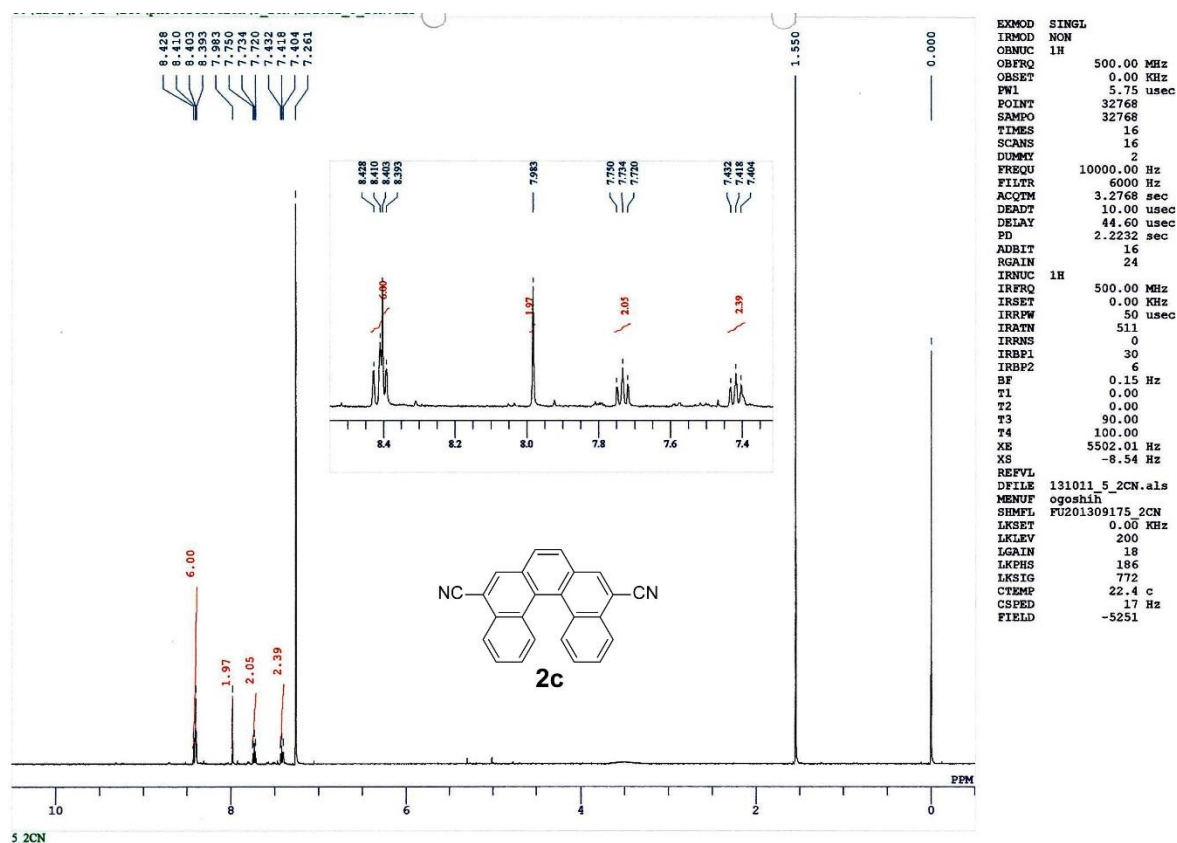 8.428
8.410
8.403
8.393
7.983
7.750
7.734
7.720
7.432
7.418
7.404
7.261
1.550
0.000
8.428
8.410
8.403
8.393
7.983
7.750
7.734
7.720
7.432
7.418
7.404
6.00
1.97
2.05
2.39
8.4 8.2 8.0 7.8 7.6 7.4
6.00
1.97
2.05
2.39
NC
CN
2c
PPM
10 8 6 4 2 0
5 2CN
EXMOD SINGL
IRMOD NON
OBNUC 1H
OBFRQ 500.00 MHz
OBSET 0.00 KHz
PW1 5.75 usec
POINT 32768
SAMPO 32768
TIMES 16
SCANS 16
DUMMY 2
FREQU 10000.00 Hz
FILTR 6000 Hz
ACQTM 3.2768 sec
DEADT 10.00 usec
DELAY 44.60 usec
PD 2.2232 sec
ADBIT 16
RGAIN 24
IRNUC 1H
IRFRQ 500.00 MHz
IRSET 0.00 KHz
IRRPW 50 usec
IRATN 511
IRRNS 0
IRBP1 30
IRBP2 6
BF 0.15 Hz
T1 0.00
T2 0.00
T3 90.00
T4 100.00
XE 5502.01 Hz
XS -8.54 Hz
REFVL
DFILE 131011_5_2CN.als
MENUF ogoshih
SHMFL FU201309175_2CN
LKSET 0.00 KHz
LKLEV 200
LGAIN 18
LKPHS 186
LKSIG 772
CTEMP 22.4 c
CSPED 17 Hz
FIELD -5251